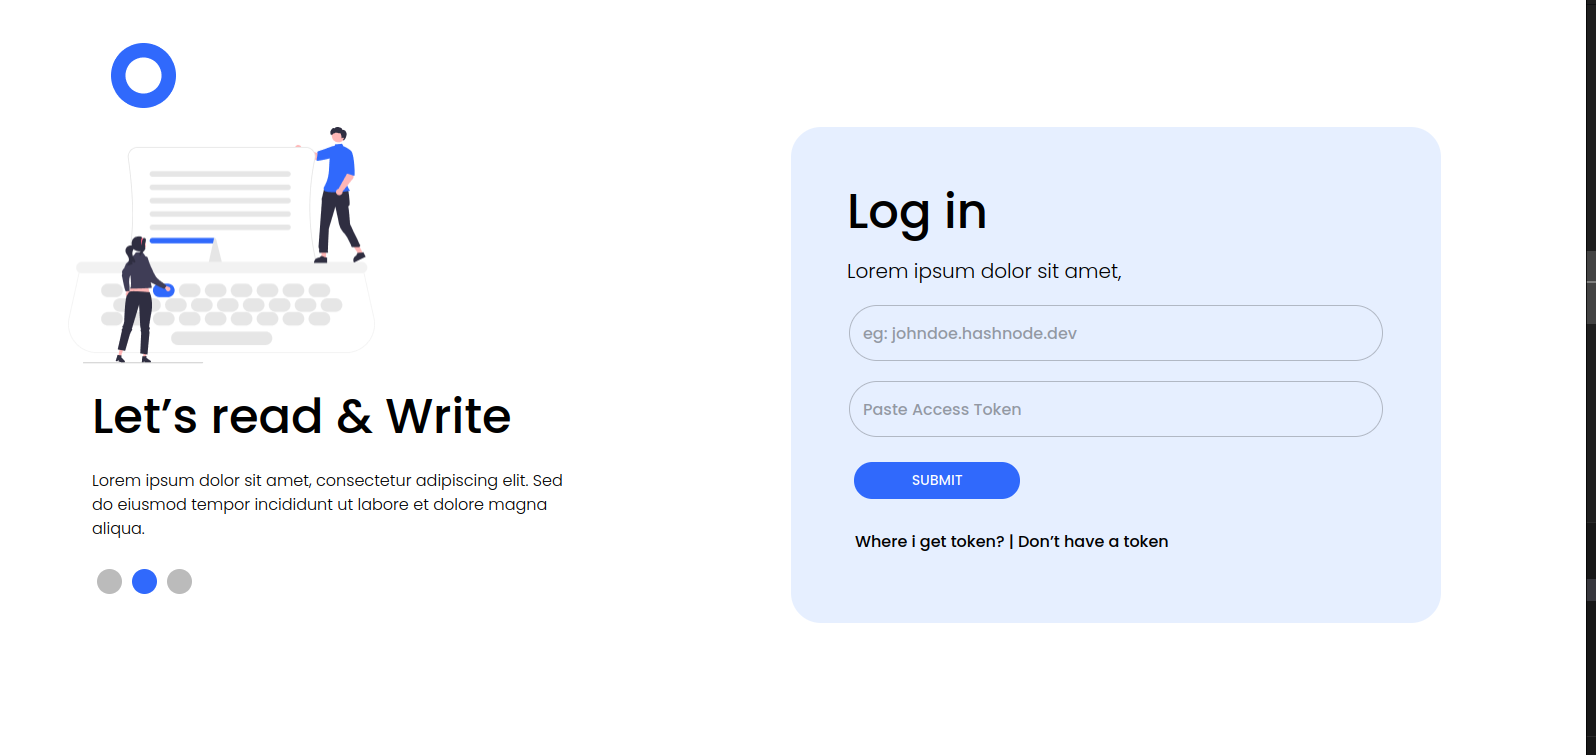 Let’s read & Write
Lorem ipsum dolor sit amet, consectetur adipiscing elit. Sed
do eiusmod tempor incididunt ut labore et dolore magna
aliqua.
Log in
Lorem ipsum dolor sit amet,
eg: johndoe.hashnode.dev
Paste Access Token
SUBMIT
Where i get token? | Don’t have a token